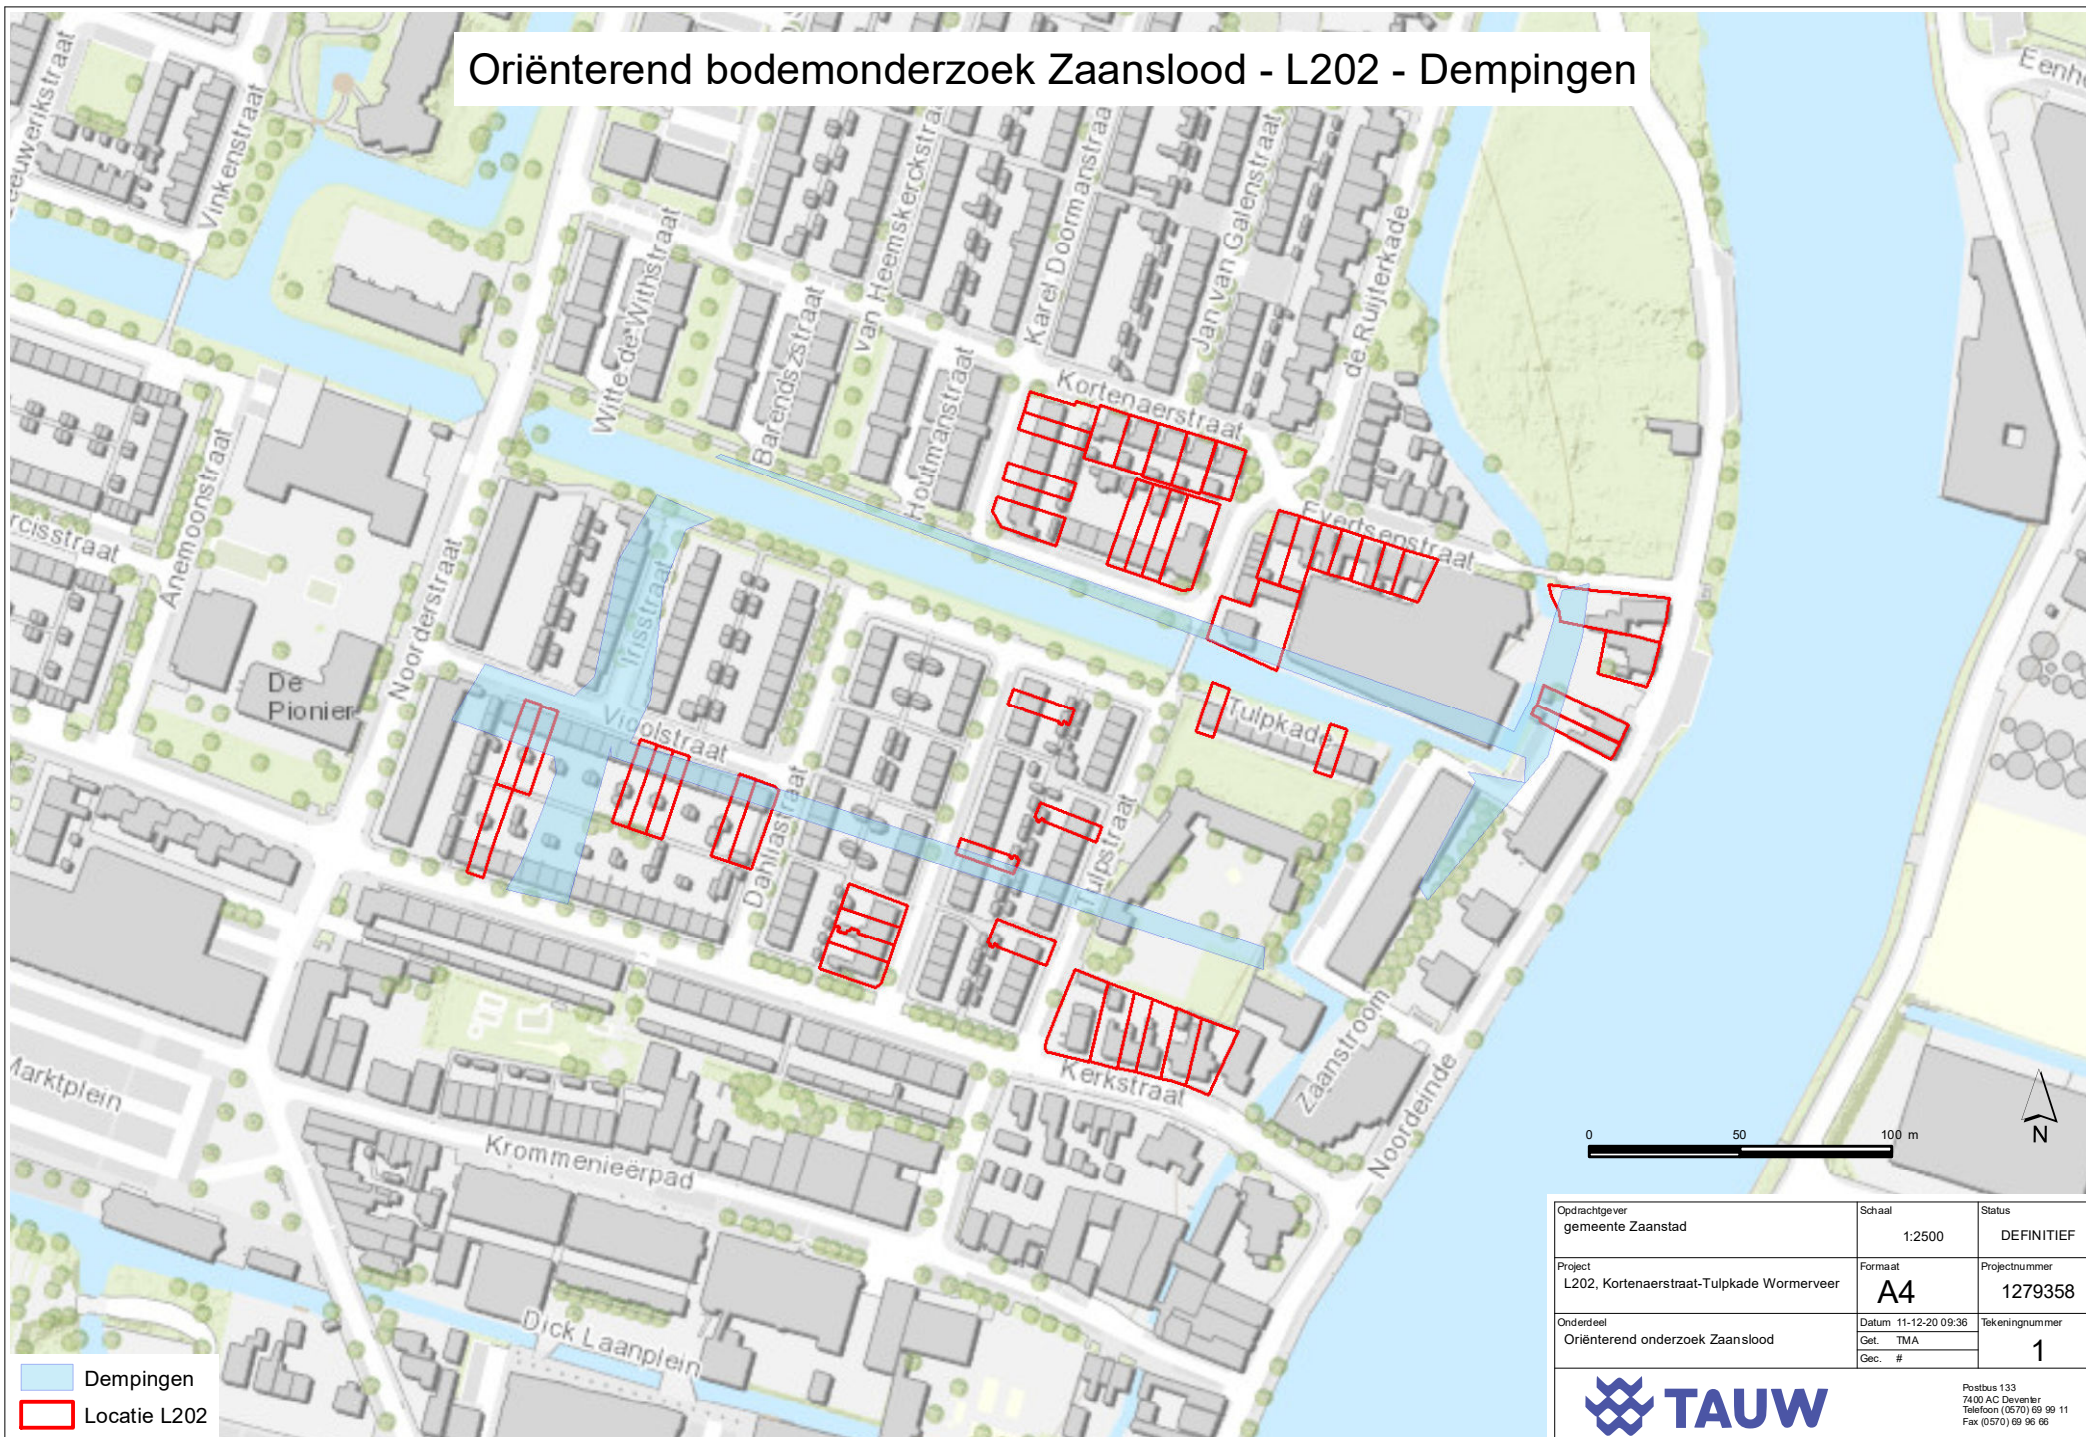 Oriënterend bodemonderzoek Zaanslood - L202 - Dempingen
Eenh
eeuwerikstraat
Vinkenstraat
Witte de Withstraat
Barendszstraat
van Heemskerckstraat
Karel Doormanstraat
Jan van Galenstraat
de Ruijterkade
Houtmanstraat
Kortenaerstraat
Evertsenstraat
rcisstraat
Anemoonstraat
Noorderstraat
De
Pionier
Irisstraat
Vioolstraat
Dahliastraat
Tulpstraat
Tulpkade
Marktplein
Krommenieërpad
Kerkstraat
Zaanstroom
Noordeinde
Dick Laanplein
0 50 100 m
N
Dempingen
Locatie L202
Opdrachtgever
gemeente Zaanstad
Schaal
1:2500
Status
DEFINITIEF
Project
L202, Kortenaerstraat-Tulpkade Wormerveer
Formaat
A4
Projectnummer
1279358
Onderdeel
Oriënterend onderzoek Zaanslood
Datum 11-12-20 09:36
Get. TMA
Gec. #
Tekeningnummer
1
TAUW
Postbus 133
7400 AC Deventer
Telefoon (0570) 69 99 11
Fax (0570) 69 96 66